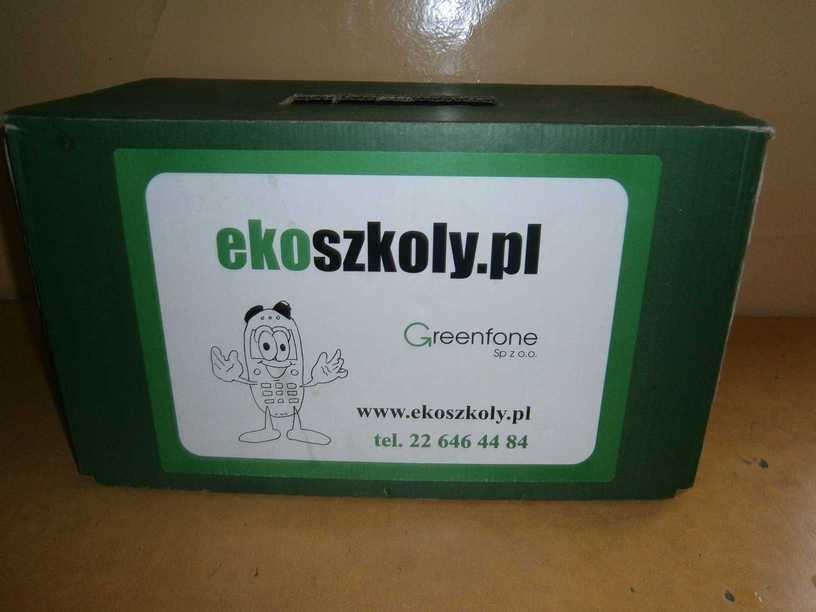 ekoszkoly.pl
Greenfone
Sp z o.o.
www.ekoszkoly.pl
tel. 22 646 44 84